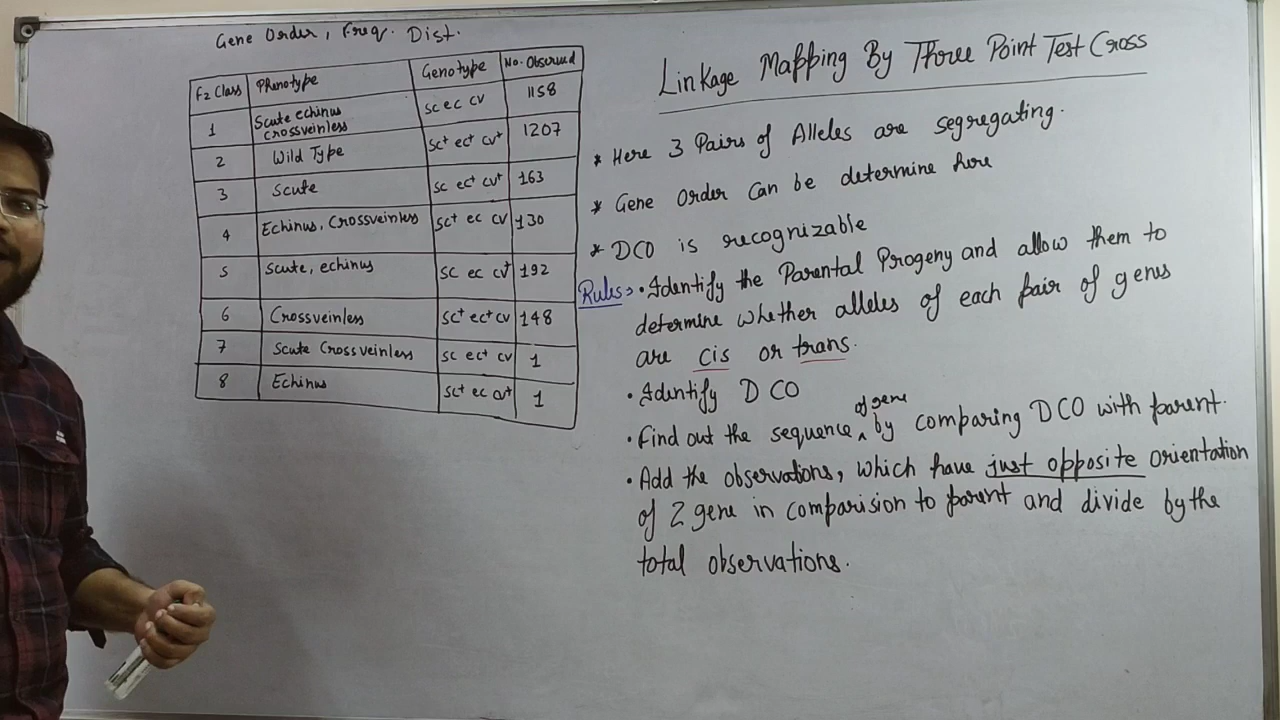 Gene Order, Freq. Dist.
F2 Class Phenotype Genotype No. Observed
1 Scute echinus crossveinless sc ec cv 1158
2 Wild Type sc+ ec+ cv+ 1207
3 Scute sc ec+ cv+ 163
4 Echinus, Crossveinless sc+ ec cv 130
5 Scute, echinus sc ec cv+ 192
6 Crossveinless sc+ ec+ cv 148
7 Scute Crossveinless sc ec+ cv 1
8 Echinus sc+ ec cv+ 1
Linkage Mapping By Three Point Test Cross
* Here 3 Pairs of Alleles are segregating.
* Gene Order Can be determine here
* DCO is recognizable
Rules → • Identify the Parental Progeny and allow them to
determine whether alleles of each pair of genes
are cis or trans.
• Identify DCO
• Find out the sequence ^ of gene by comparing DCO with parent.
• Add the observations, which have just opposite orientation
of 2 gene in comparision to parent and divide by the
total observations.